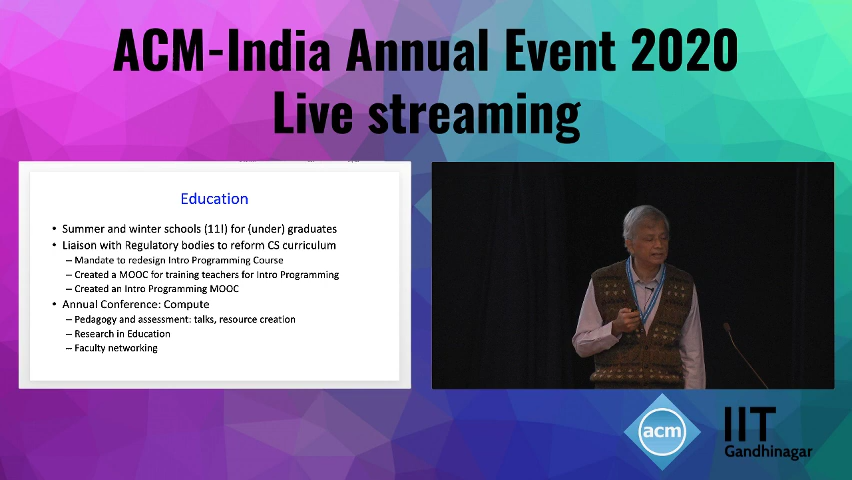 ACM-India Annual Event 2020
Live streaming
Education
• Summer and winter schools (11!) for (under) graduates
• Liaison with Regulatory bodies to reform CS curriculum
– Mandate to redesign Intro Programming Course
– Created a MOOC for training teachers for Intro Programming
– Created an Intro Programming MOOC
• Annual Conference: Compute
– Pedagogy and assessment: talks, resource creation
– Research in Education
– Faculty networking
acm
IIT
Gandhinagar